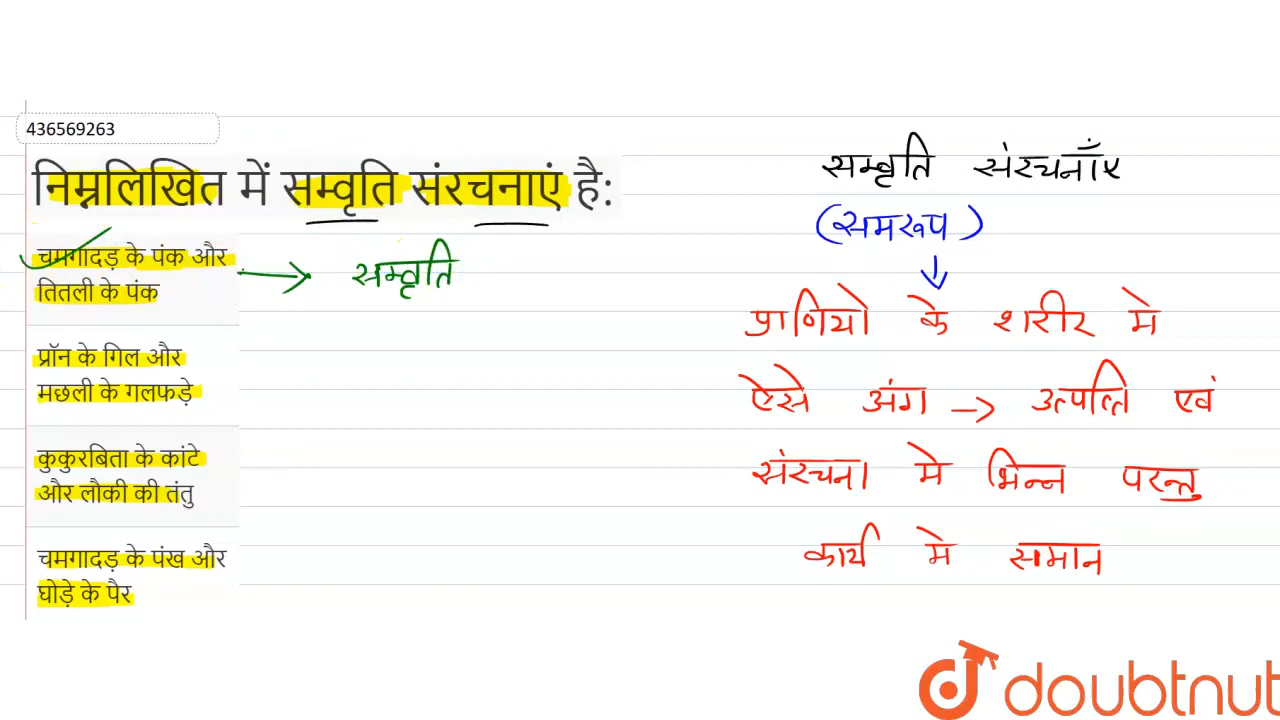 436569263
निम्नलिखित में सम्वृति संरचनाएं है:
चमगादड़ के पंक और
तितली के पंक
प्रॉन के गिल और
मछली के गलफड़े
कुकुरबिता के कांटे
और लौकी की तंतु
चमगादड़ के पंख और
घोड़े के पैर
→ सम्वृति
सम्वृति संरचनाँए
(समरूप)
↓
प्राणियो के शरीर मे
ऐसे अंग → उत्पत्ति एवं
संरचना मे भिन्न परन्तु
कार्य मे समान
doubtnut